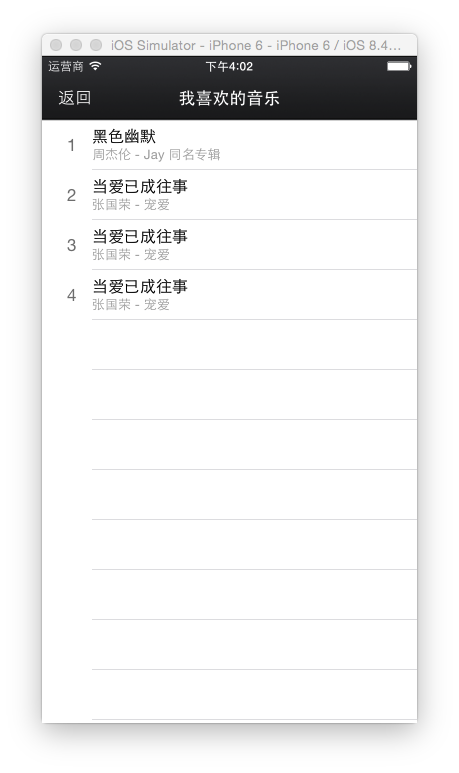 iOS Simulator - iPhone 6 - iPhone 6 / iOS 8.4...
运营商 下午4:02
返回 我喜欢的音乐
1 黑色幽默
周杰伦 - Jay 同名专辑
2 当爱已成往事
张国荣 - 宠爱
3 当爱已成往事
张国荣 - 宠爱
4 当爱已成往事
张国荣 - 宠爱